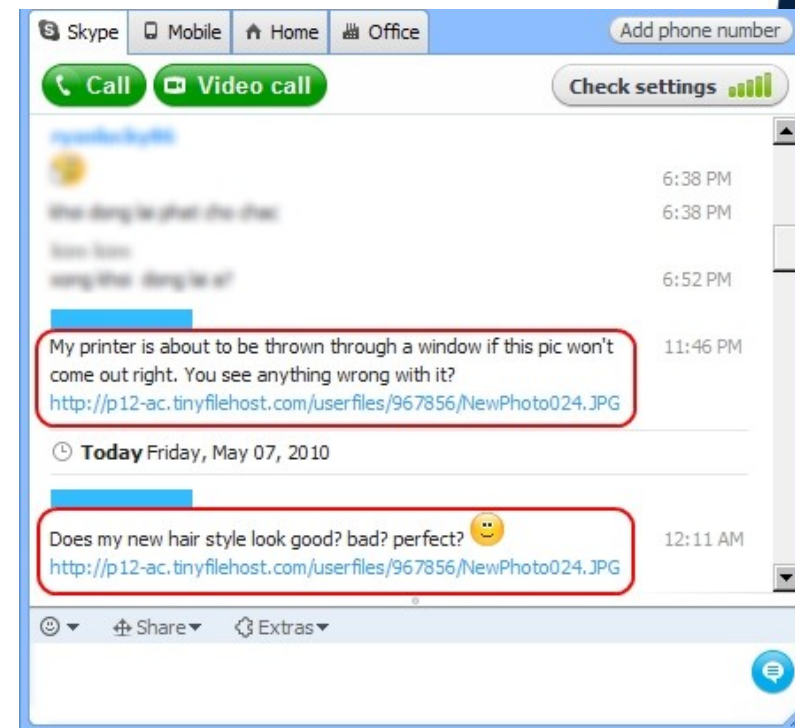 Skype Mobile Home Office Add phone number
Call Video call Check settings
6:38 PM
6:38 PM
6:52 PM
My printer is about to be thrown through a window if this pic won't 11:46 PM
come out right. You see anything wrong with it?
http://p12-ac.tinyfilehost.com/userfiles/967856/NewPhoto024.JPG
Today Friday, May 07, 2010
Does my new hair style look good? bad? perfect? 12:11 AM
http://p12-ac.tinyfilehost.com/userfiles/967856/NewPhoto024.JPG
Share Extras